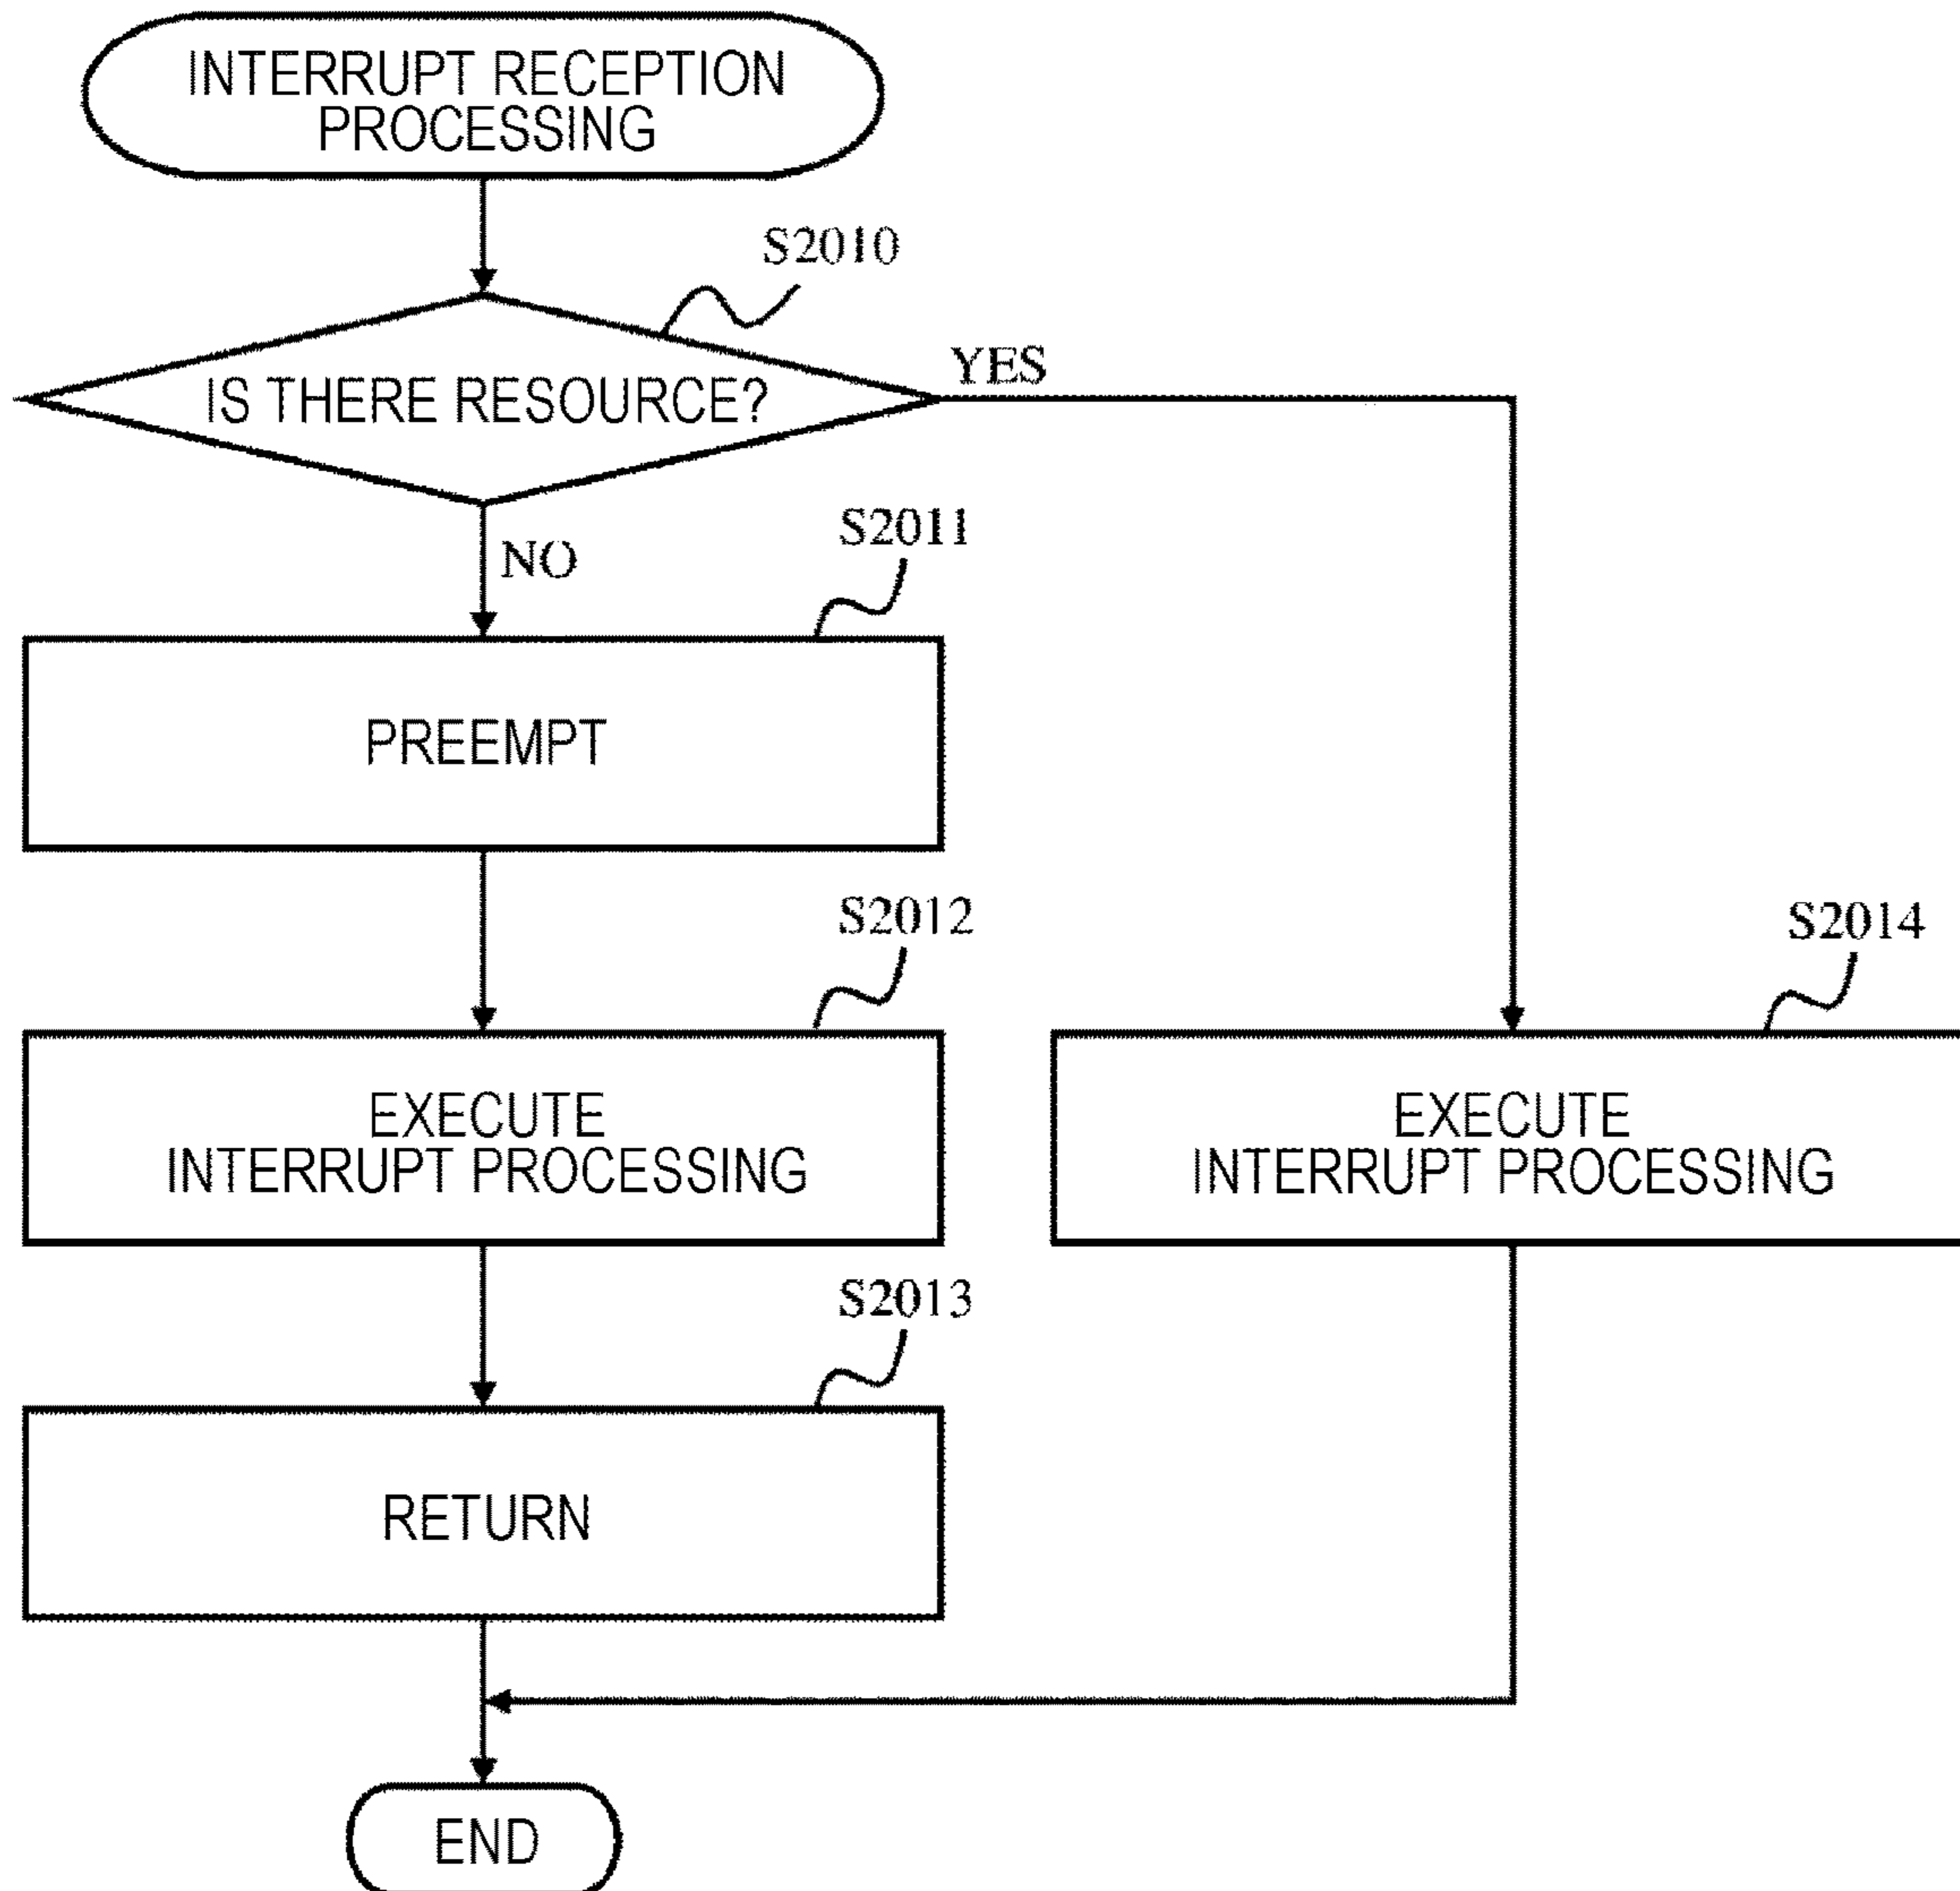 INTERRUPT RECEPTION
PROCESSING
S2010
IS THERE RESOURCE?
YES
NO
S2011
PREEMPT
S2012
EXECUTE
INTERRUPT PROCESSING
S2014
EXECUTE
INTERRUPT PROCESSING
S2013
RETURN
END